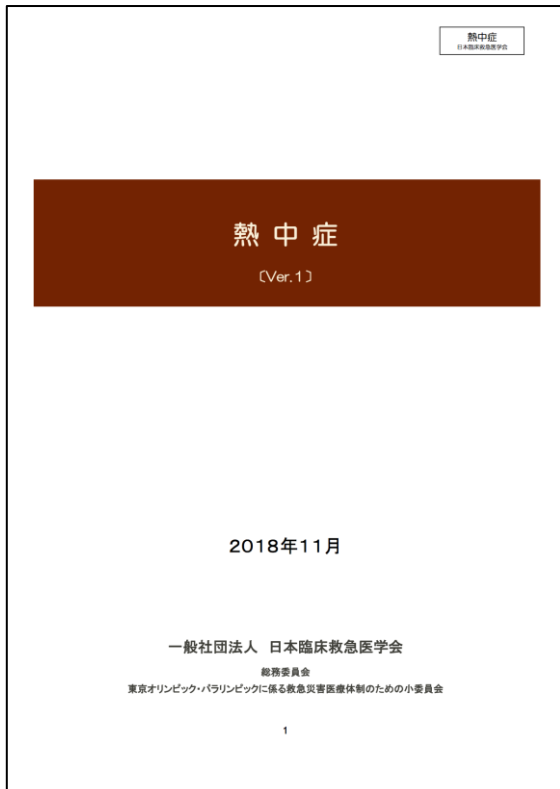 熱中症
日本臨床救急医学会
熱中症
〔Ver.1〕
2018年11月
一般社団法人 日本臨床救急医学会
総務委員会
東京オリンピック・パラリンピックに係る救急災害医療体制のための小委員会
1